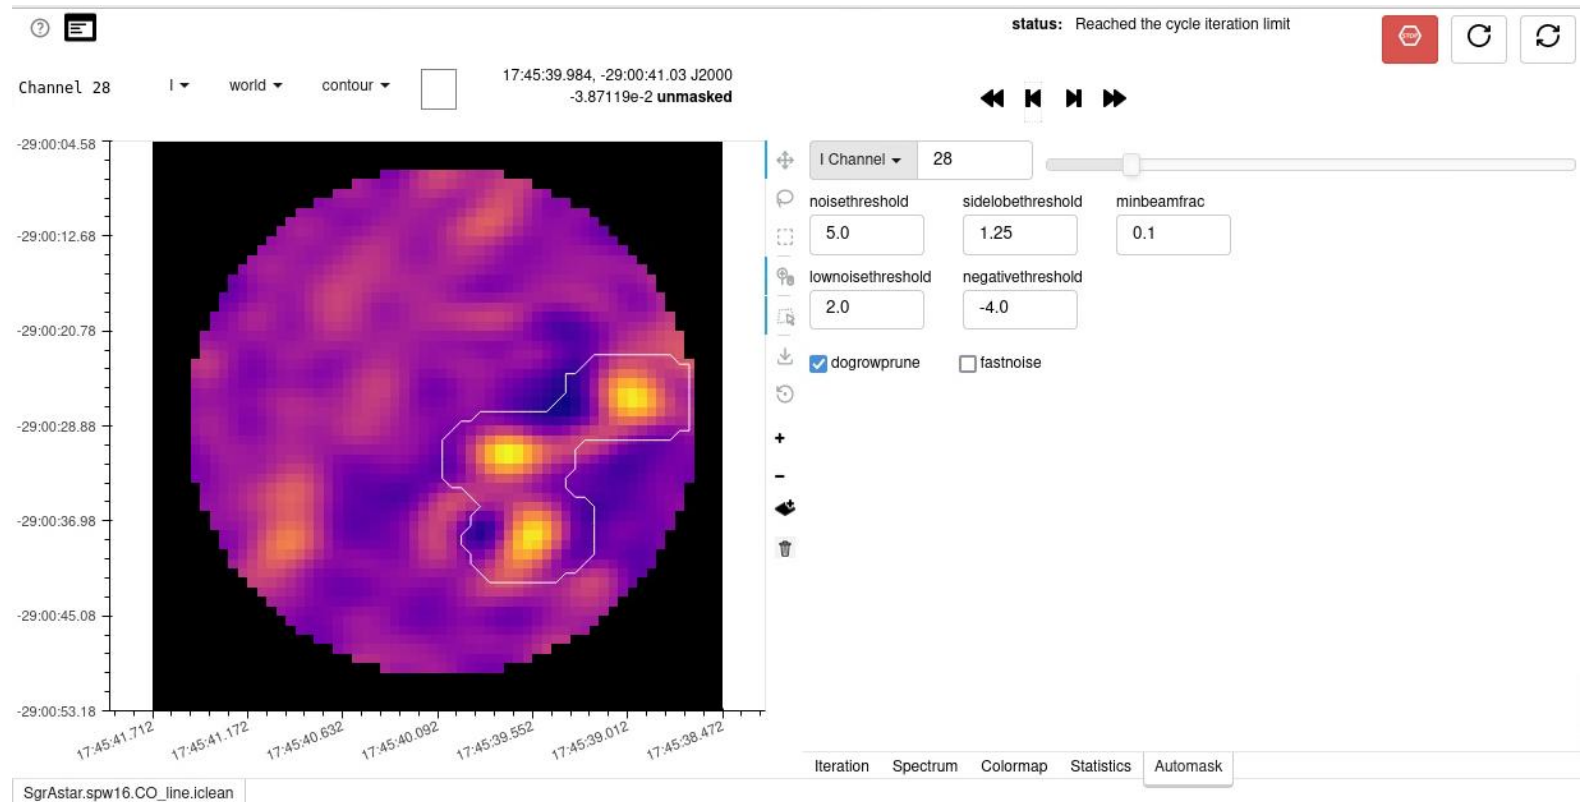 status: Reached the cycle iteration limit
STOP
Channel 28
I
world
contour
17:45:39.984, -29:00:41.03 J2000
-3.87119e-2 unmasked
-29:00:04.58
-29:00:12.68
-29:00:20.78
-29:00:28.88
-29:00:36.98
-29:00:45.08
-29:00:53.18
17:45:41.712
17:45:41.172
17:45:40.632
17:45:40.092
17:45:39.552
17:45:39.012
17:45:38.472
I Channel 28
noisethreshold sidelobethreshold minbeamfrac
5.0 1.25 0.1
lownoisethreshold negativethreshold
2.0 -4.0
dogrowprune fastnoise
Iteration Spectrum Colormap Statistics Automask
SgrAstar.spw16.CO_line.iclean